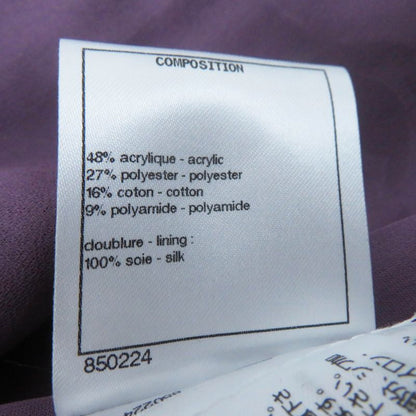 COMPOSITION
48% acrylique - acrylic
27% polyester - polyester
16% coton - cotton
9% polyamide - polyamide
doublure - lining :
100% soie - silk
850224